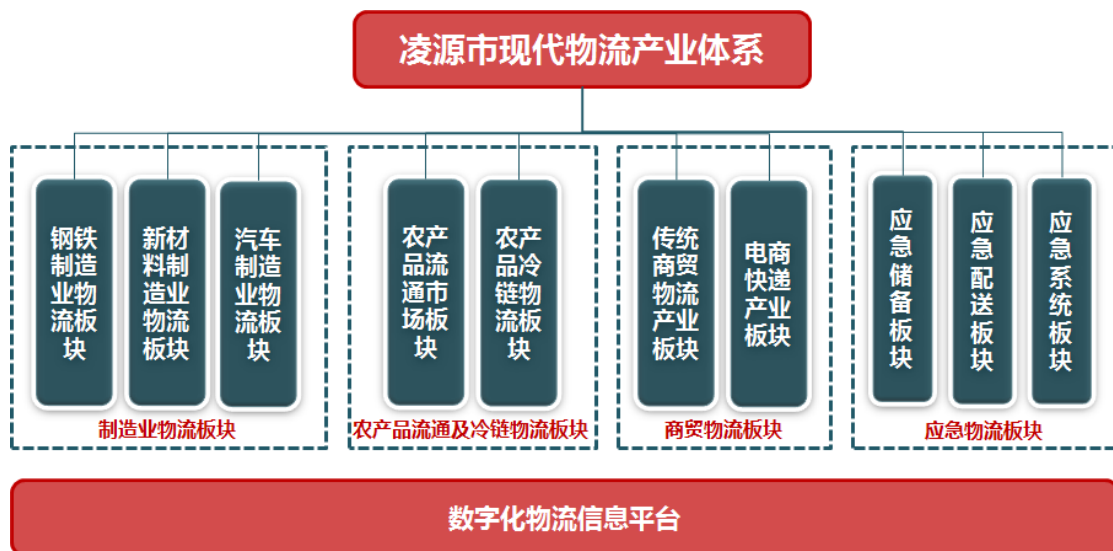 凌源市现代物流产业体系
钢铁
制造
业物
流板
块
新材
料制
造业
物流
板块
汽车
制造
业物
流板
块
制造业物流板块
农产
品流
通市
场板
块
农产
品冷
链物
流板
块
农产品流通及冷链物流板块
传统
商贸
物流
产业
板块
电商
快递
产业
板块
商贸物流板块
应
急
储
备
板
块
应
急
配
送
板
块
应
急
系
统
板
块
应急物流板块
数字化物流信息平台